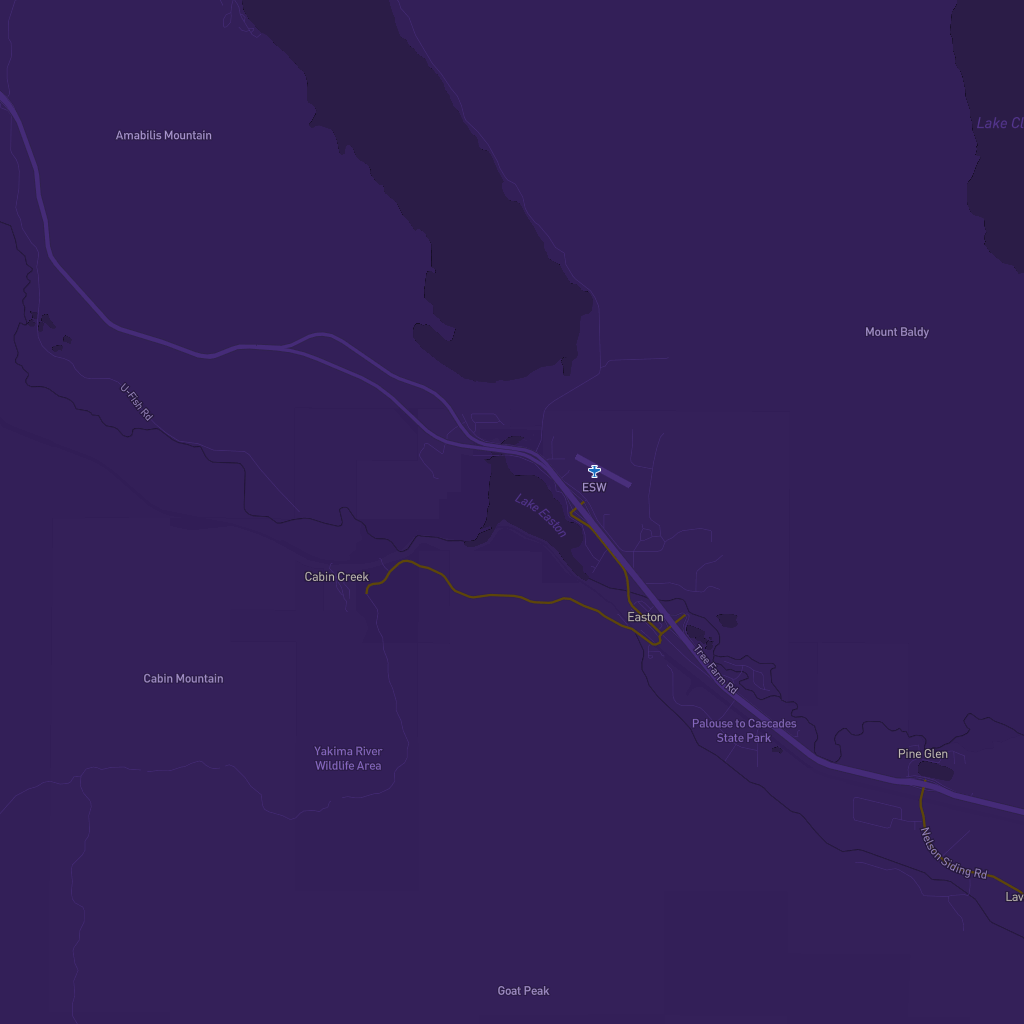 Lake Cl
Amabilis Mountain
Mount Baldy
U-Fish Rd
ESW
Lake Easton
Cabin Creek
Easton
Tree Farm Rd
Cabin Mountain
Palouse to Cascades
State Park
Yakima River
Wildlife Area
Pine Glen
Nelson Siding Rd
Lav
Goat Peak